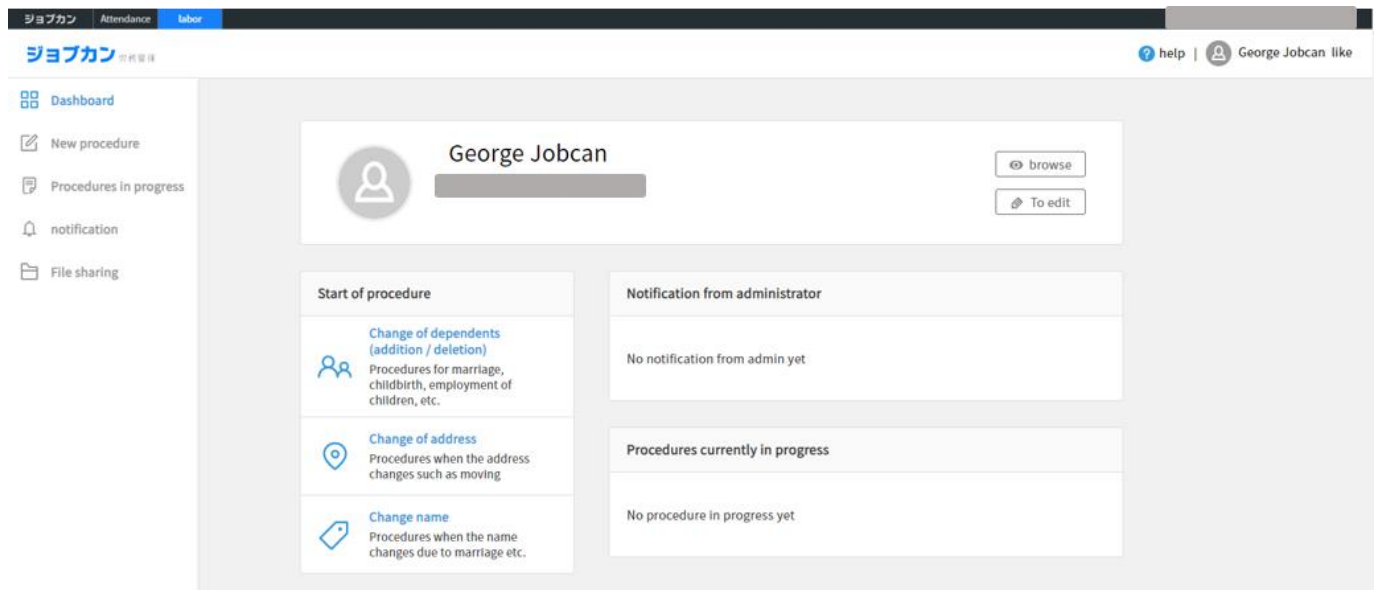 ジョブカン Attendance labor
ジョブカン 労務管理
help | George Jobcan like
Dashboard
New procedure
Procedures in progress
notification
File sharing
George Jobcan
browse
To edit
Start of procedure
Change of dependents
(addition / deletion)
Procedures for marriage,
childbirth, employment of
children, etc.
Change of address
Procedures when the address
changes such as moving
Change name
Procedures when the name
changes due to marriage etc.
Notification from administrator
No notification from admin yet
Procedures currently in progress
No procedure in progress yet